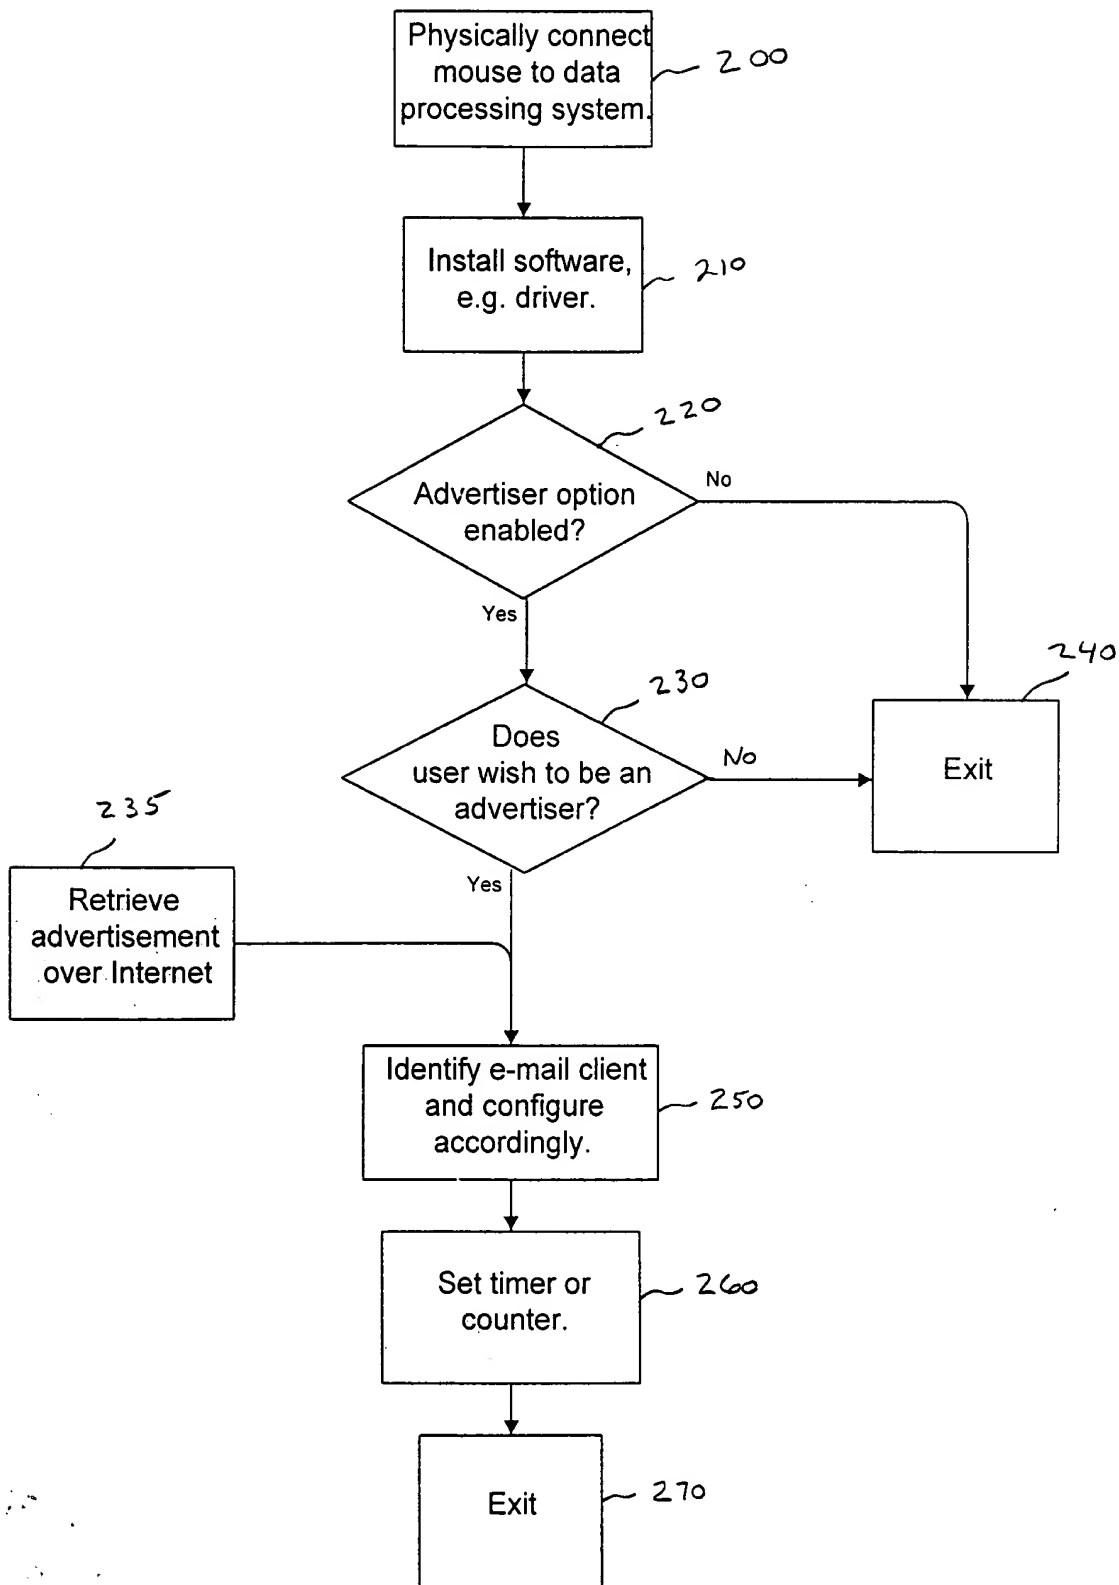 Physically connect
mouse to data
processing system.
200
Install software,
e.g. driver.
210
220
Advertiser option
enabled?
No
Yes
230
Does
user wish to be an
advertiser?
No
240
Exit
235
Retrieve
advertisement
over Internet
Yes
Identify e-mail client
and configure
accordingly.
250
Set timer or
counter.
260
Exit
270